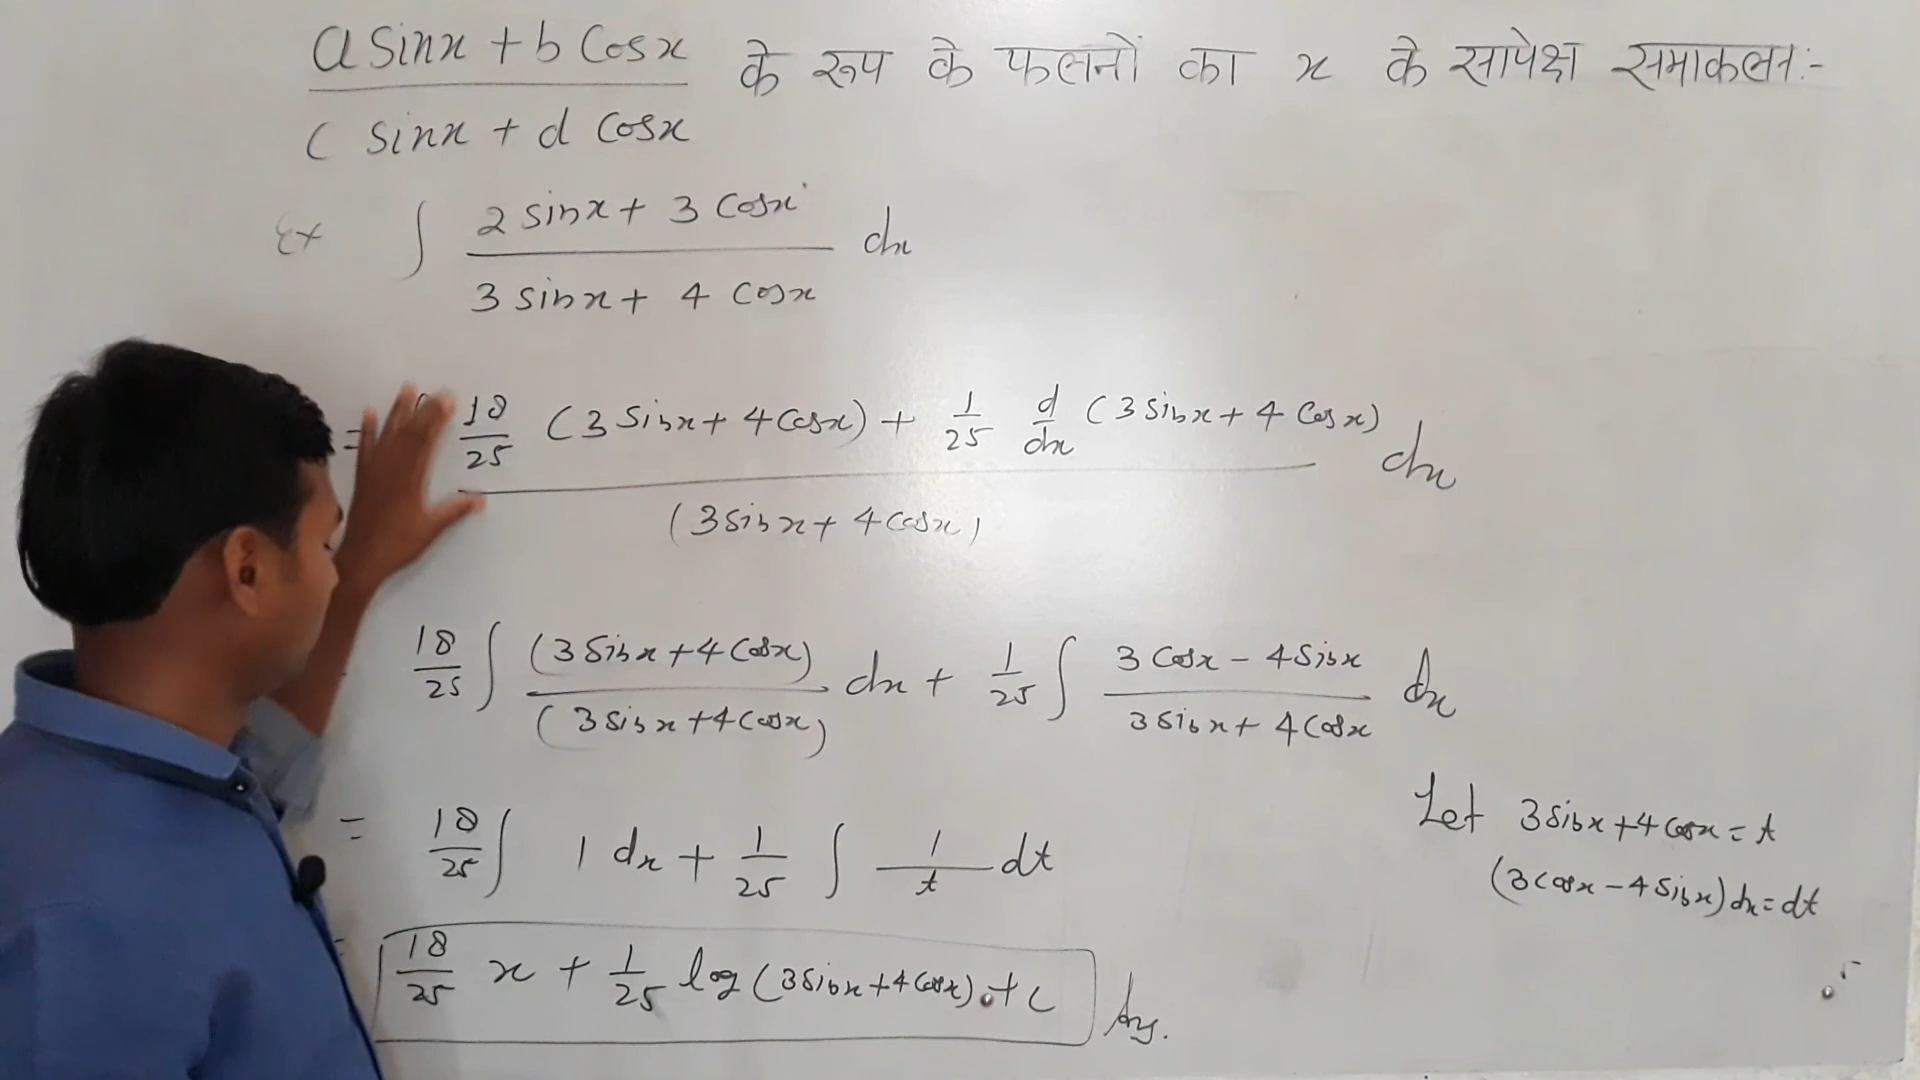 a sinx + b cosx / c sinx + d cosx के रूप के फलनों का x के सापेक्ष समाकलन:-
Ex ∫ 2 sinx + 3 cosx / 3 sinx + 4 cosx dx
= 18/25 (3 sinx + 4 cosx) + 1/25 d/dx (3 sinx + 4 cosx) / (3 sinx + 4 cosx) dx
18/25 ∫ (3 sinx + 4 cosx) / (3 sinx + 4 cosx) dx + 1/25 ∫ 3 cosx - 4 sinx / 3 sinx + 4 cosx dx
Let 3 sinx + 4 cosx = t
(3 cosx - 4 sinx) dx = dt
= 18/25 ∫ 1 dx + 1/25 ∫ 1/t dt
= 18/25 x + 1/25 log (3 sinx + 4 cosx) + c Ans.